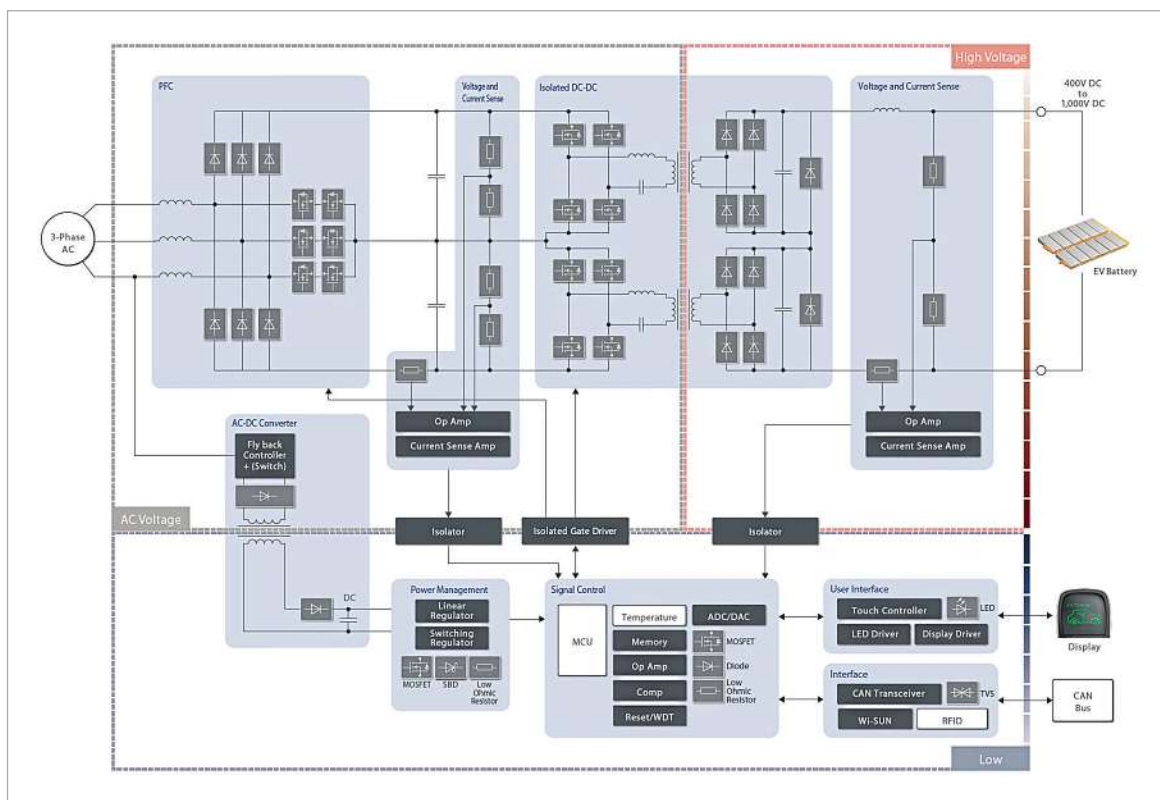 High Voltage
PFC
Voltage and
Current Sense
Isolated DC-DC
Voltage and Current Sense
400V DC
to
1,000V DC
3-Phase
AC
EV Battery
Op Amp
Current Sense Amp
Op Amp
Current Sense Amp
AC-DC Converter
Fly back
Controller
+ (Switch)
AC Voltage
Isolator
Isolated Gate Driver
Isolator
DC
Power Management
Linear
Regulator
Switching
Regulator
MOSFET
SBD
Low
Ohmic
Resistor
Signal Control
MCU
Temperature
ADC/DAC
Memory
MOSFET
Op Amp
Diode
Comp
Low
Ohmic
Resistor
Reset/WDT
User Interface
Touch Controller
LED
LED Driver
Display Driver
Display
Interface
CAN Transceiver
TVS
Wi-SUN
RFID
CAN
Bus
Low